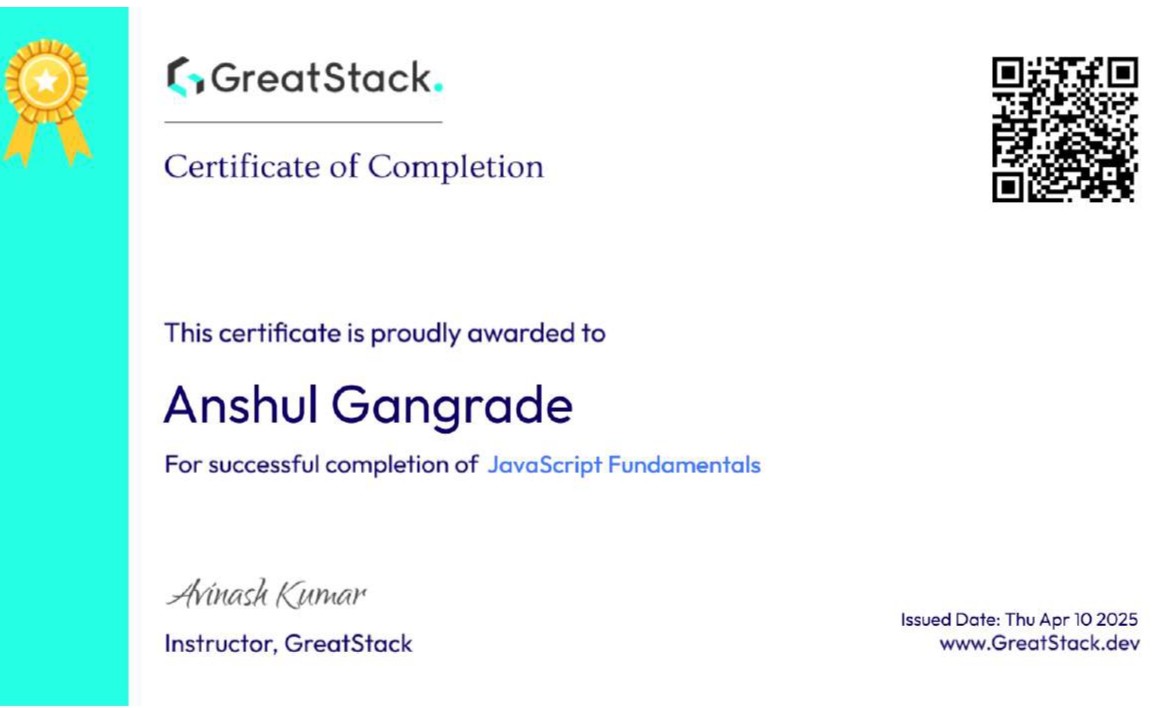 GreatStack.
Certificate of Completion
This certificate is proudly awarded to
Anshul Gangrade
For successful completion of JavaScript Fundamentals
Avinash Kumar
Instructor, GreatStack
Issued Date: Thu Apr 10 2025
www.GreatStack.dev